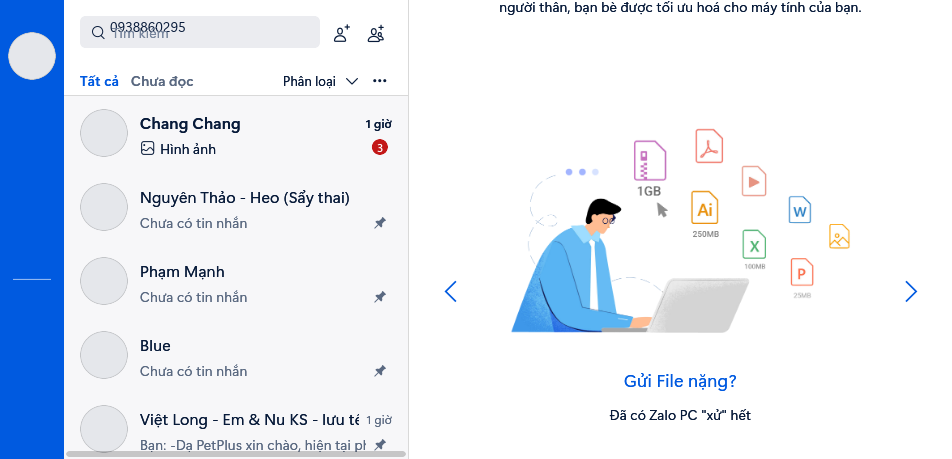 người thân, bạn bè được tối ưu hoá cho máy tính của bạn.
0938860295
Tìm kiếm
Tất cả Chưa đọc Phân loại
Chang Chang 1 giờ
Hình ảnh 3
Nguyên Thảo - Heo (Sẩy thai)
Chưa có tin nhắn
Phạm Mạnh
Chưa có tin nhắn
Blue
Chưa có tin nhắn
Việt Long - Em & Nu KS - lưu té 1 giờ
Bạn: -Dạ PetPlus xin chào, hiện tại ph
1GB
Ai
250MB
W
X
100MB
P
25MB
Gửi File nặng?
Đã có Zalo PC "xử" hết